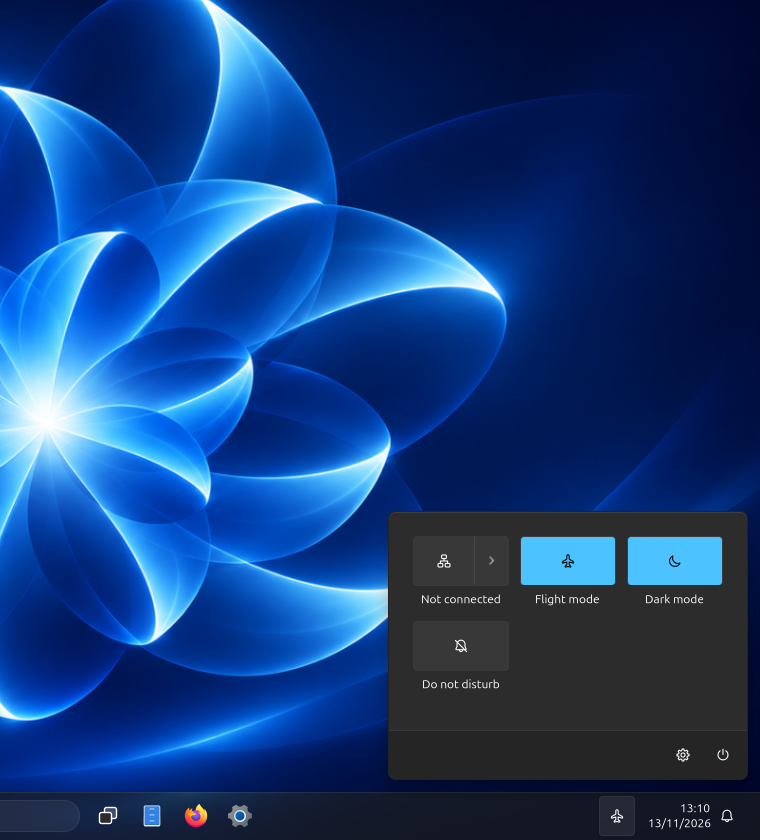 Not connected
Flight mode
Dark mode
Do not disturb
13:10
13/11/2026